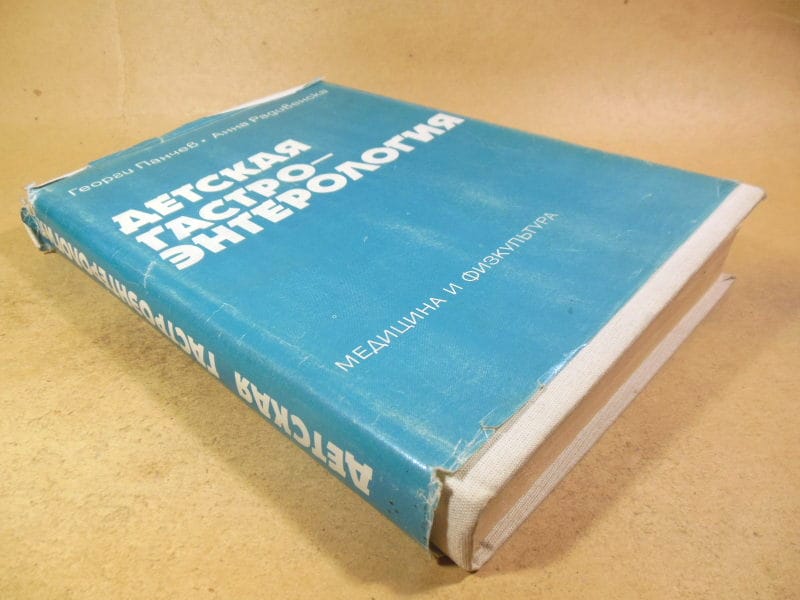 Георги Панчев • Анна Радивенска
ДЕТСКАЯ
ГАСТРО—
ЭНТЕРОЛОГИЯ
МЕДИЦИНА И ФИЗКУЛЬТУРА
ДЕТСКАЯ ГАСТРОЭНТЕРОЛОГИЯ